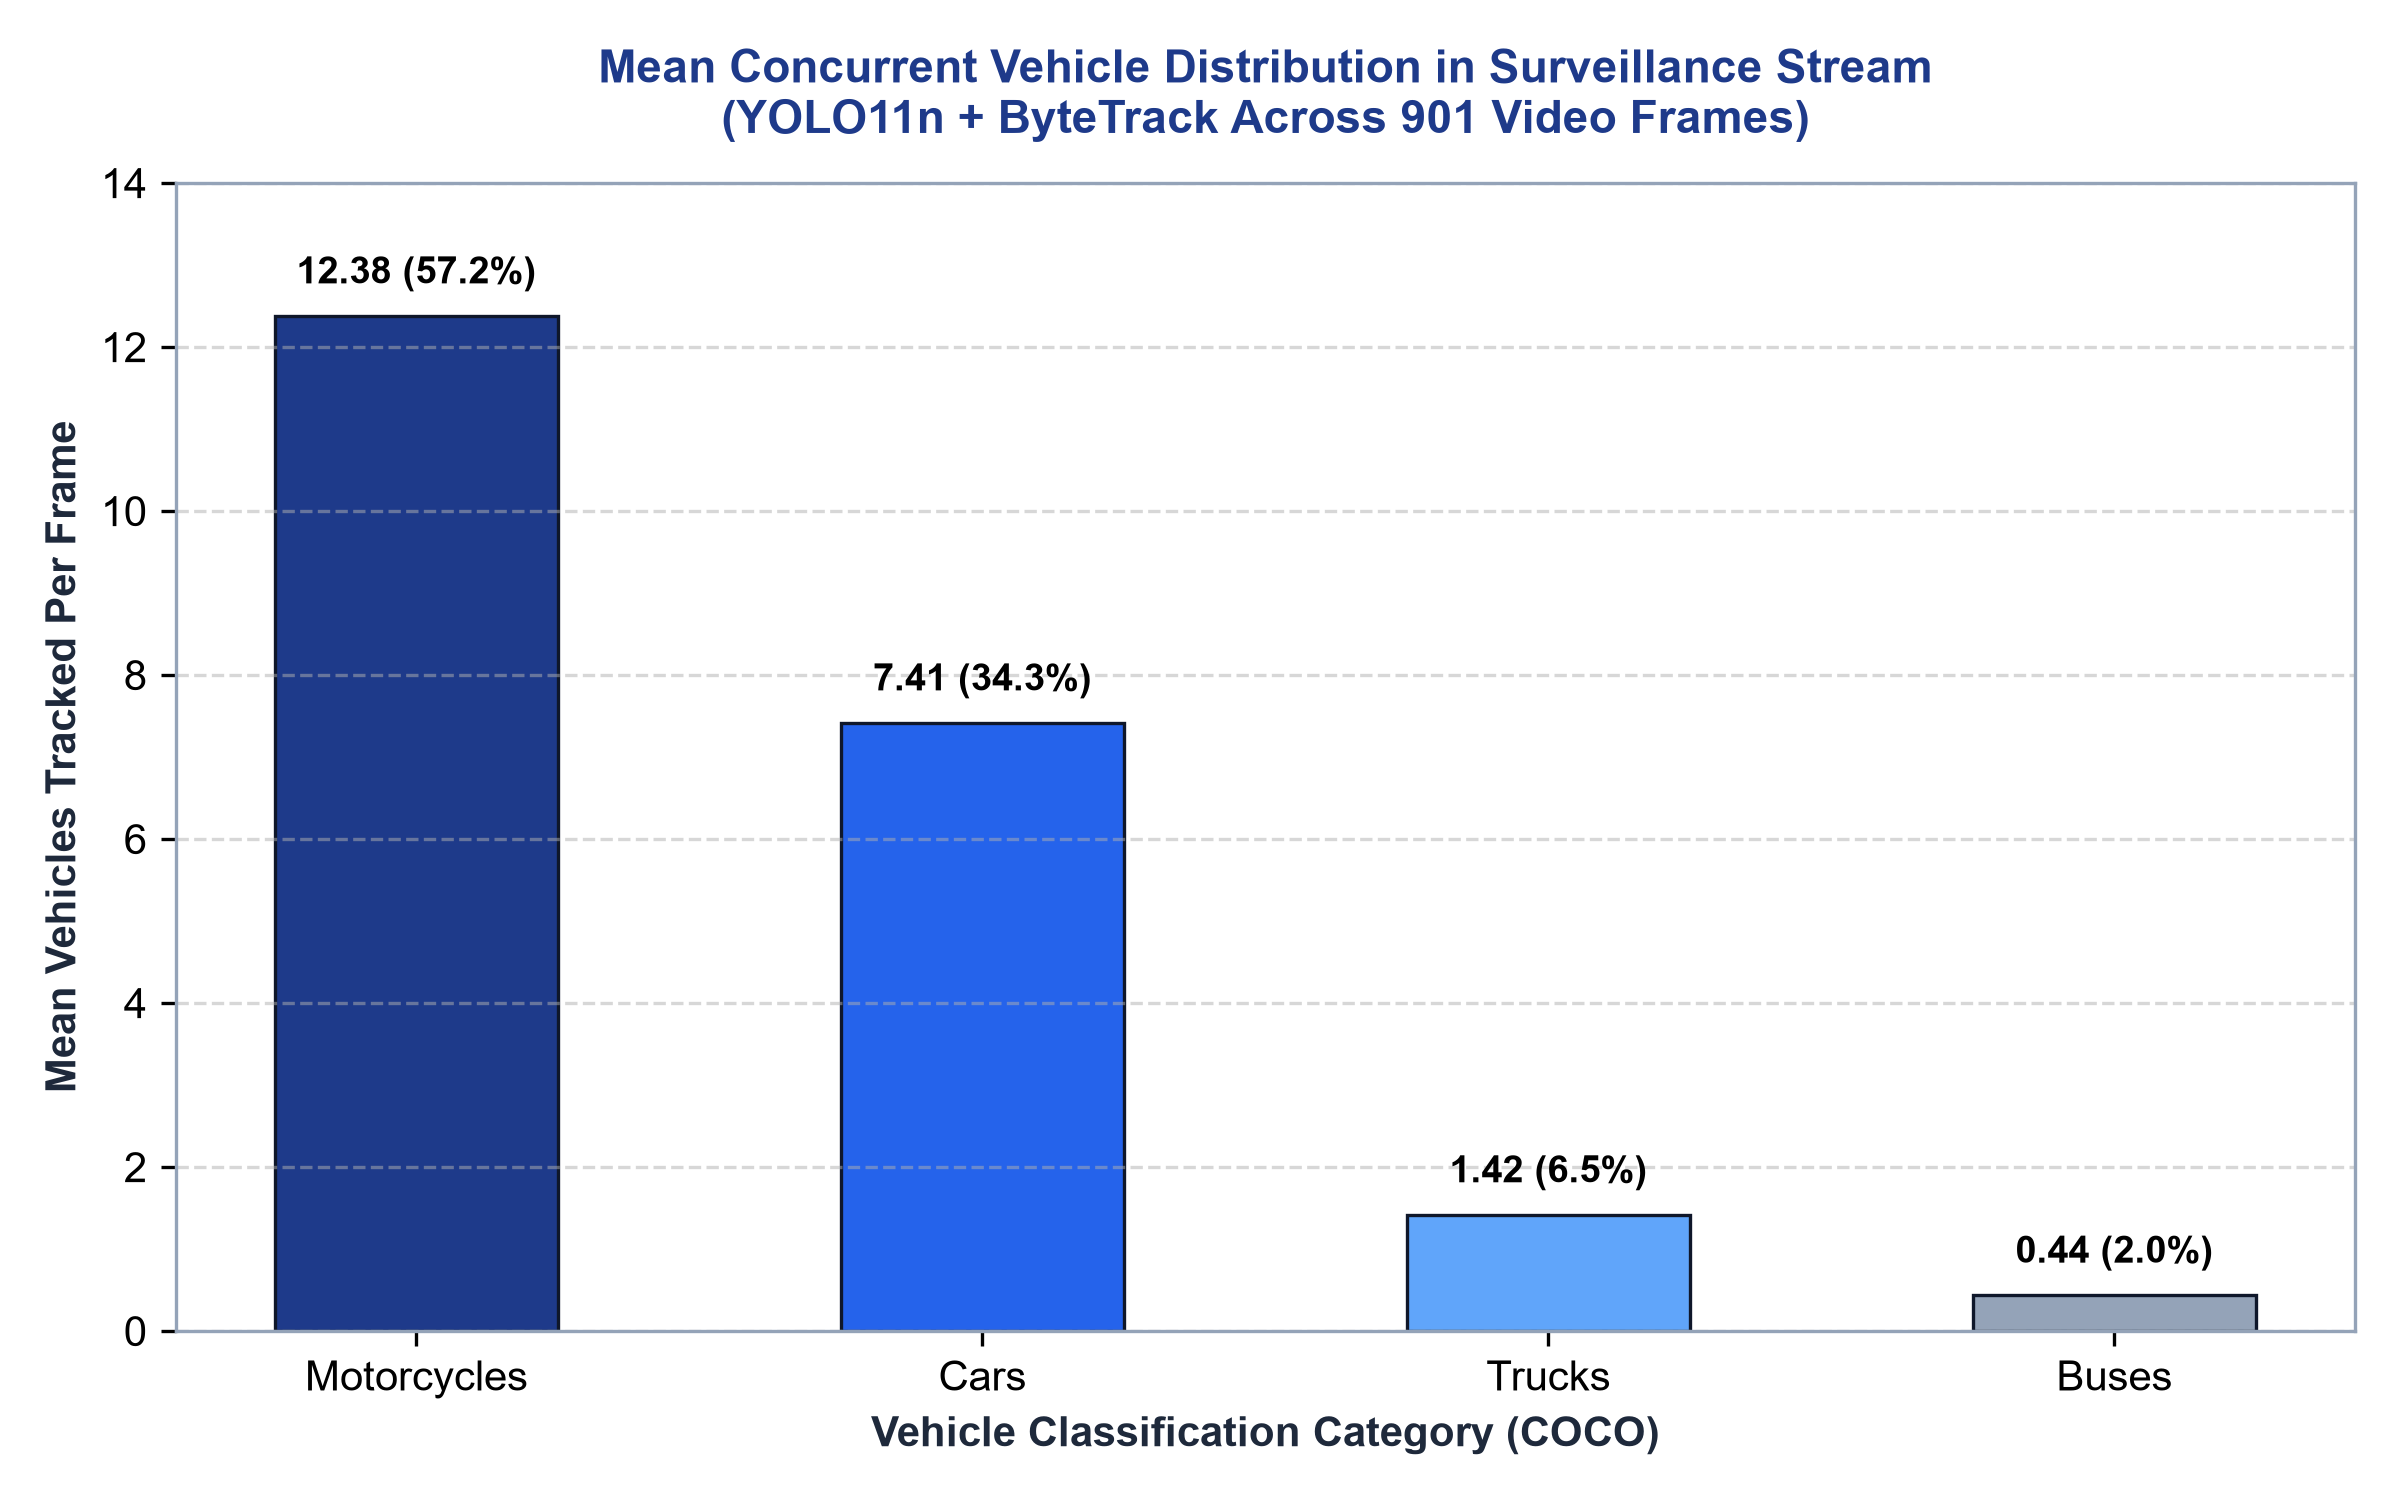 Mean Concurrent Vehicle Distribution in Surveillance Stream
(YOLO11n + ByteTrack Across 901 Video Frames)
Mean Vehicles Tracked Per Frame
14
12
10
8
6
4
2
0
12.38 (57.2%)
7.41 (34.3%)
1.42 (6.5%)
0.44 (2.0%)
Motorcycles
Cars
Trucks
Buses
Vehicle Classification Category (COCO)